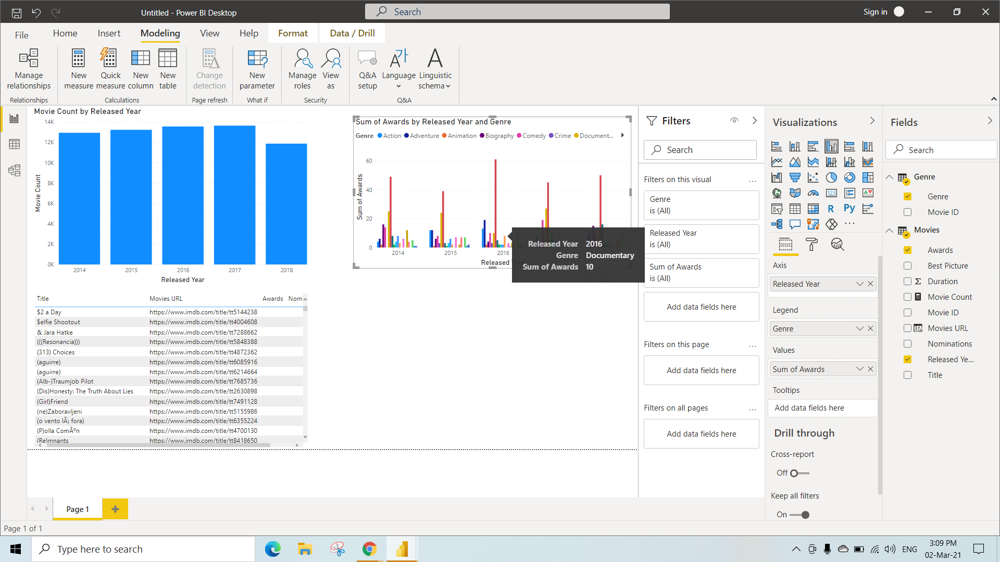 Untitled - Power BI Desktop
Search
Sign in
File
Home
Insert
Modeling
View
Help
Format
Data / Drill
Manage relationships
New measure
Quick measure
New column
New table
Change detection
New parameter
Manage roles
View as
Q&A setup
Language
Linguistic schema
Relationships
Calculations
Page refresh
What if
Security
Q&A
Movie Count by Released Year
14K
12K
10K
8K
6K
4K
2K
0K
Movie Count
2014
2015
2016
2017
2018
Released Year
Sum of Awards by Released Year and Genre
Genre Action Adventure Animation Biography Comedy Crime Document...
60
40
20
0
Sum of Awards
2014
2015
2016
Released Year
Released Year 2016
Genre Documentary
Sum of Awards 10
Title Movies URL Awards Nomi
$2 a Day https://www.imdb.com/title/tt5144238
$elfie Shootout https://www.imdb.com/title/tt4004608
& Jara Hatke https://www.imdb.com/title/tt7288662
(((Resonancia))) https://www.imdb.com/title/tt5848388
(313) Choices https://www.imdb.com/title/tt4872362
(aguirre) https://www.imdb.com/title/tt6085916
(aguirre) https://www.imdb.com/title/tt6214664
(Alb-)Traumjob Pilot https://www.imdb.com/title/tt7685736
(Dis)Honesty: The Truth About Lies https://www.imdb.com/title/tt2630898
(Girl)Friend https://www.imdb.com/title/tt7491128
(ne)Zaboravljeni https://www.imdb.com/title/tt5155986
(o vento lÃ¡ fora) https://www.imdb.com/title/tt6355224
(P)olla ComÃºn https://www.imdb.com/title/tt4700130
(Re)mnants https://www.imdb.com/title/tt8418650
Filters
Search
Filters on this visual ...
Genre
is (All)
Released Year
is (All)
Sum of Awards
is (All)
Add data fields here
Filters on this page ...
Add data fields here
Filters on all pages ...
Add data fields here
Visualizations
123
R
Py
...
Axis
Released Year
Legend
Genre
Values
Sum of Awards
Tooltips
Add data fields here
Drill through
Cross-report
Off
Keep all filters
On
Fields
Search
Genre
Genre
Movie ID
Movies
Awards
Best Picture
Duration
Movie Count
Movie ID
Movies URL
Nominations
Released Ye...
Title
Page 1
Page 1 of 1
Type here to search
ENG
3:09 PM
02-Mar-21